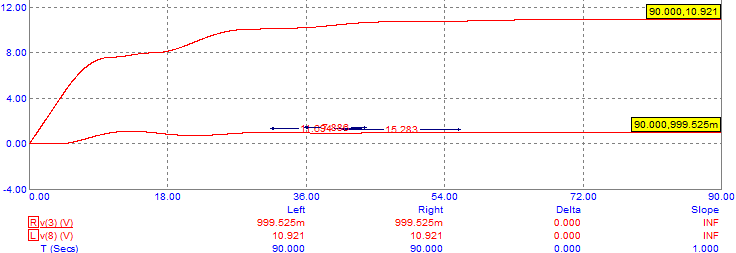 12.00
90.000,10.921
8.00
4.00
90.000,999.525m
15.283
0.00
-4.00
0.00 18.00 36.00 54.00 72.00 90.00
Left Right Delta Slope
R v(3) (V) 999.525m 999.525m 0.000 INF
L v(8) (V) 10.921 10.921 0.000 INF
T (Secs) 90.000 90.000 0.000 1.000